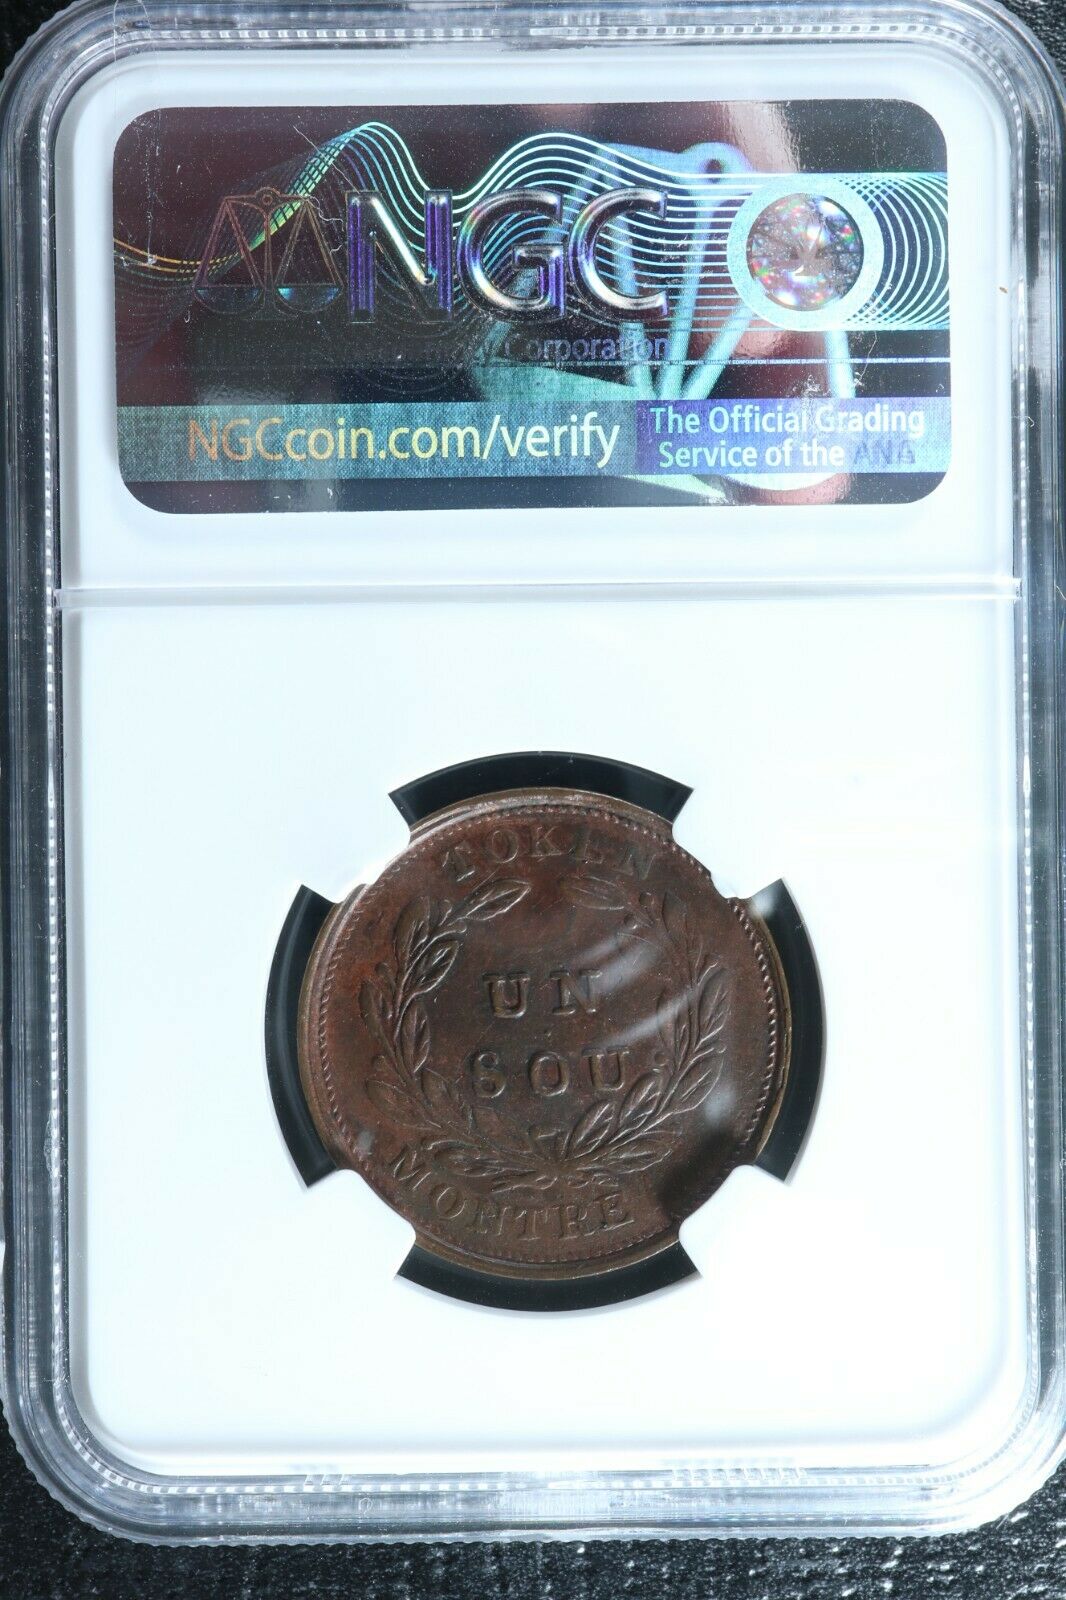 NGC
Corporation
NGCcoin.com/verify
The Official Grading
Service of the ANA
TOKEN
UN
SOU
MONTRE